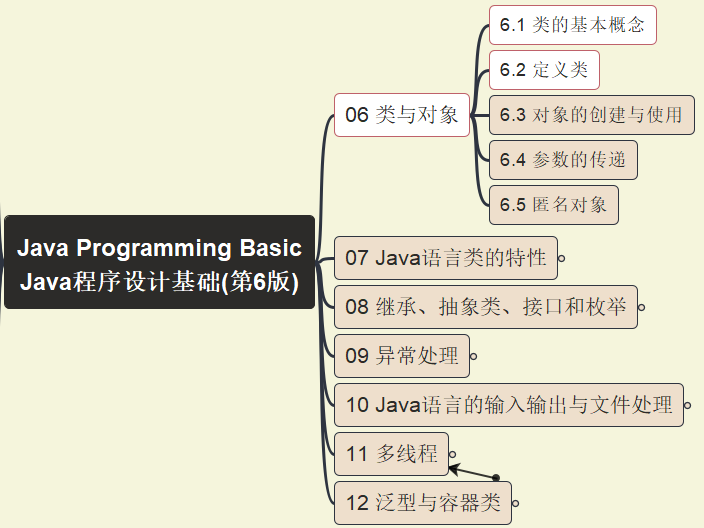 Java Programming Basic
Java程序设计基础(第6版)
06 类与对象
6.1 类的基本概念
6.2 定义类
6.3 对象的创建与使用
6.4 参数的传递
6.5 匿名对象
07 Java语言类的特性
08 继承、抽象类、接口和枚举
09 异常处理
10 Java语言的输入输出与文件处理
11 多线程
12 泛型与容器类